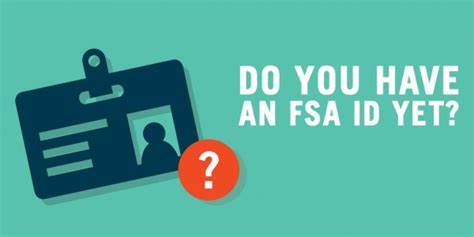 DO YOU HAVE
AN FSA ID YET?
?